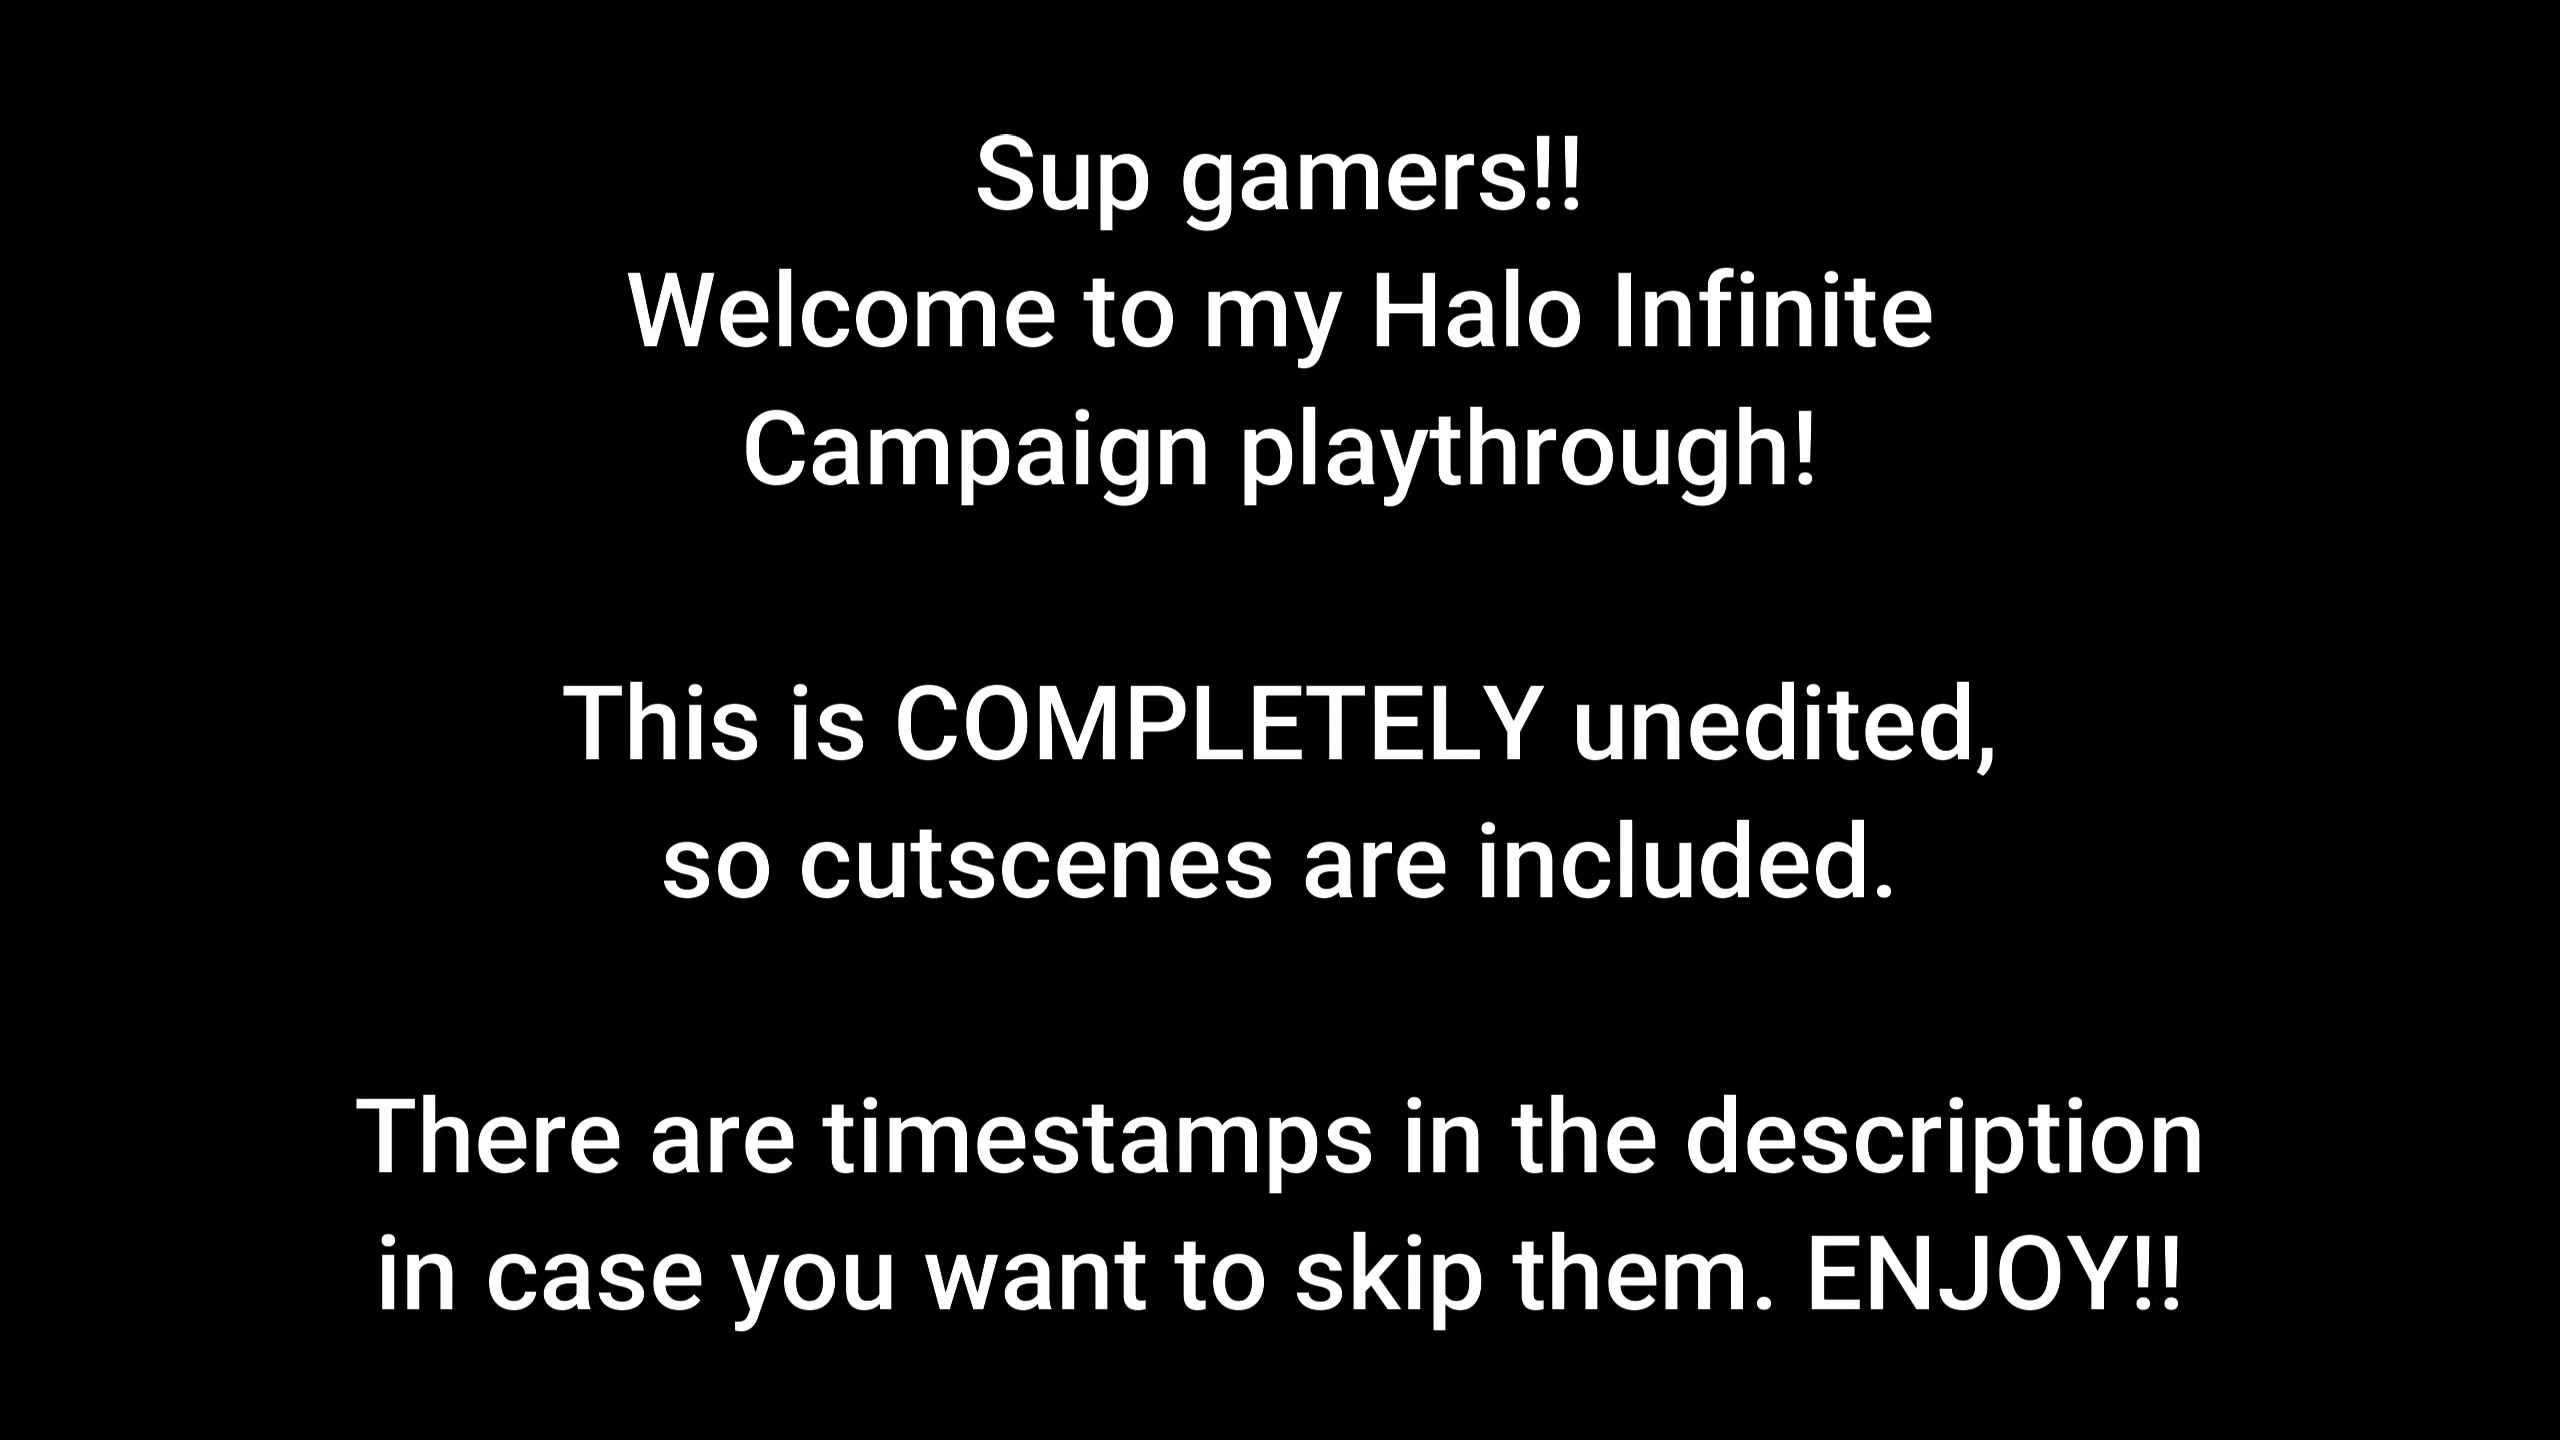 Sup gamers!!
Welcome to my Halo Infinite
Campaign playthrough!
This is COMPLETELY unedited,
so cutscenes are included.
There are timestamps in the description
in case you want to skip them. ENJOY!!